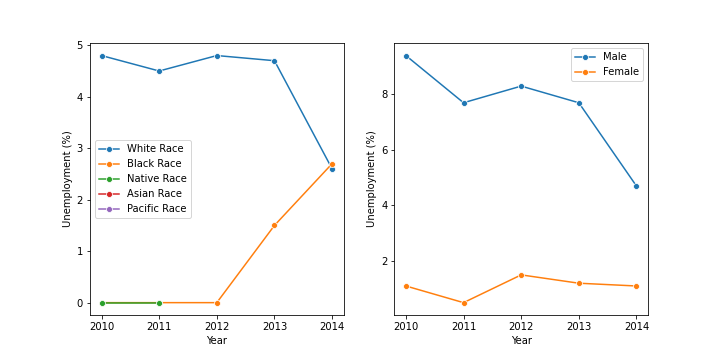 5
4
3
2
1
0
Unemployment (%)
White Race
Black Race
Native Race
Asian Race
Pacific Race
2010 2011 2012 2013 2014
Year
8
6
4
2
Unemployment (%)
Male
Female
2010 2011 2012 2013 2014
Year